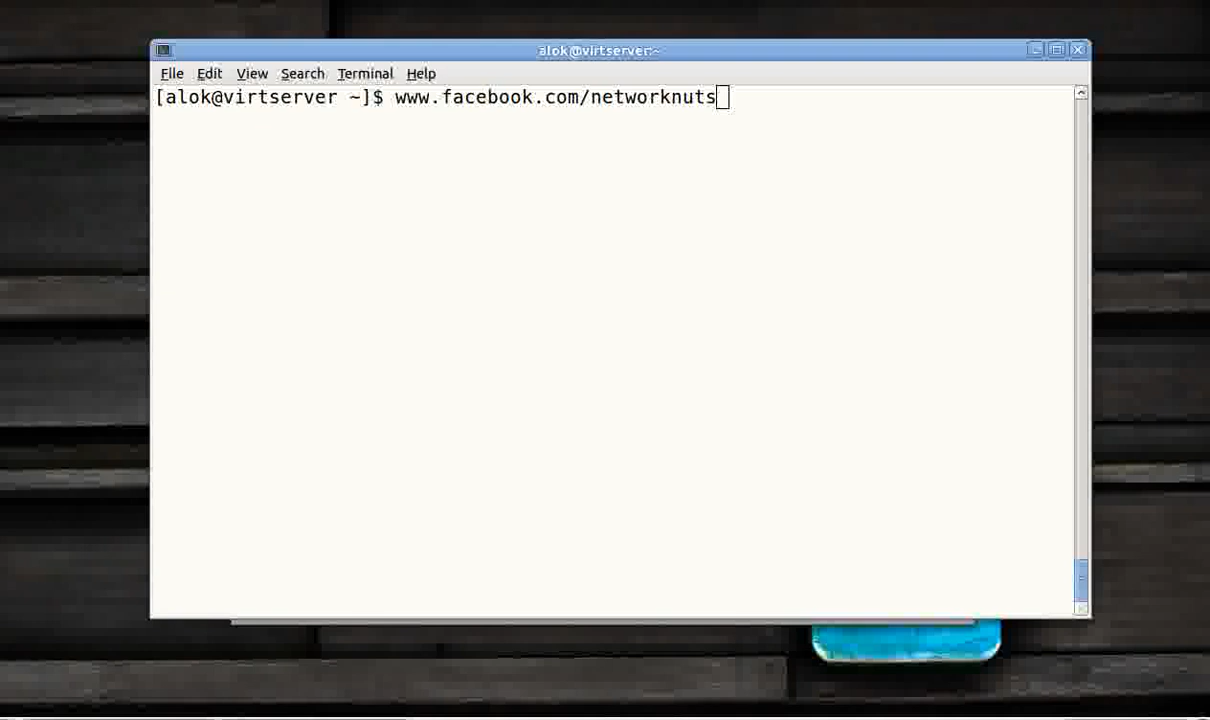 alok@virtserver:~
File Edit View Search Terminal Help
[alok@virtserver ~]$ www.facebook.com/networknuts